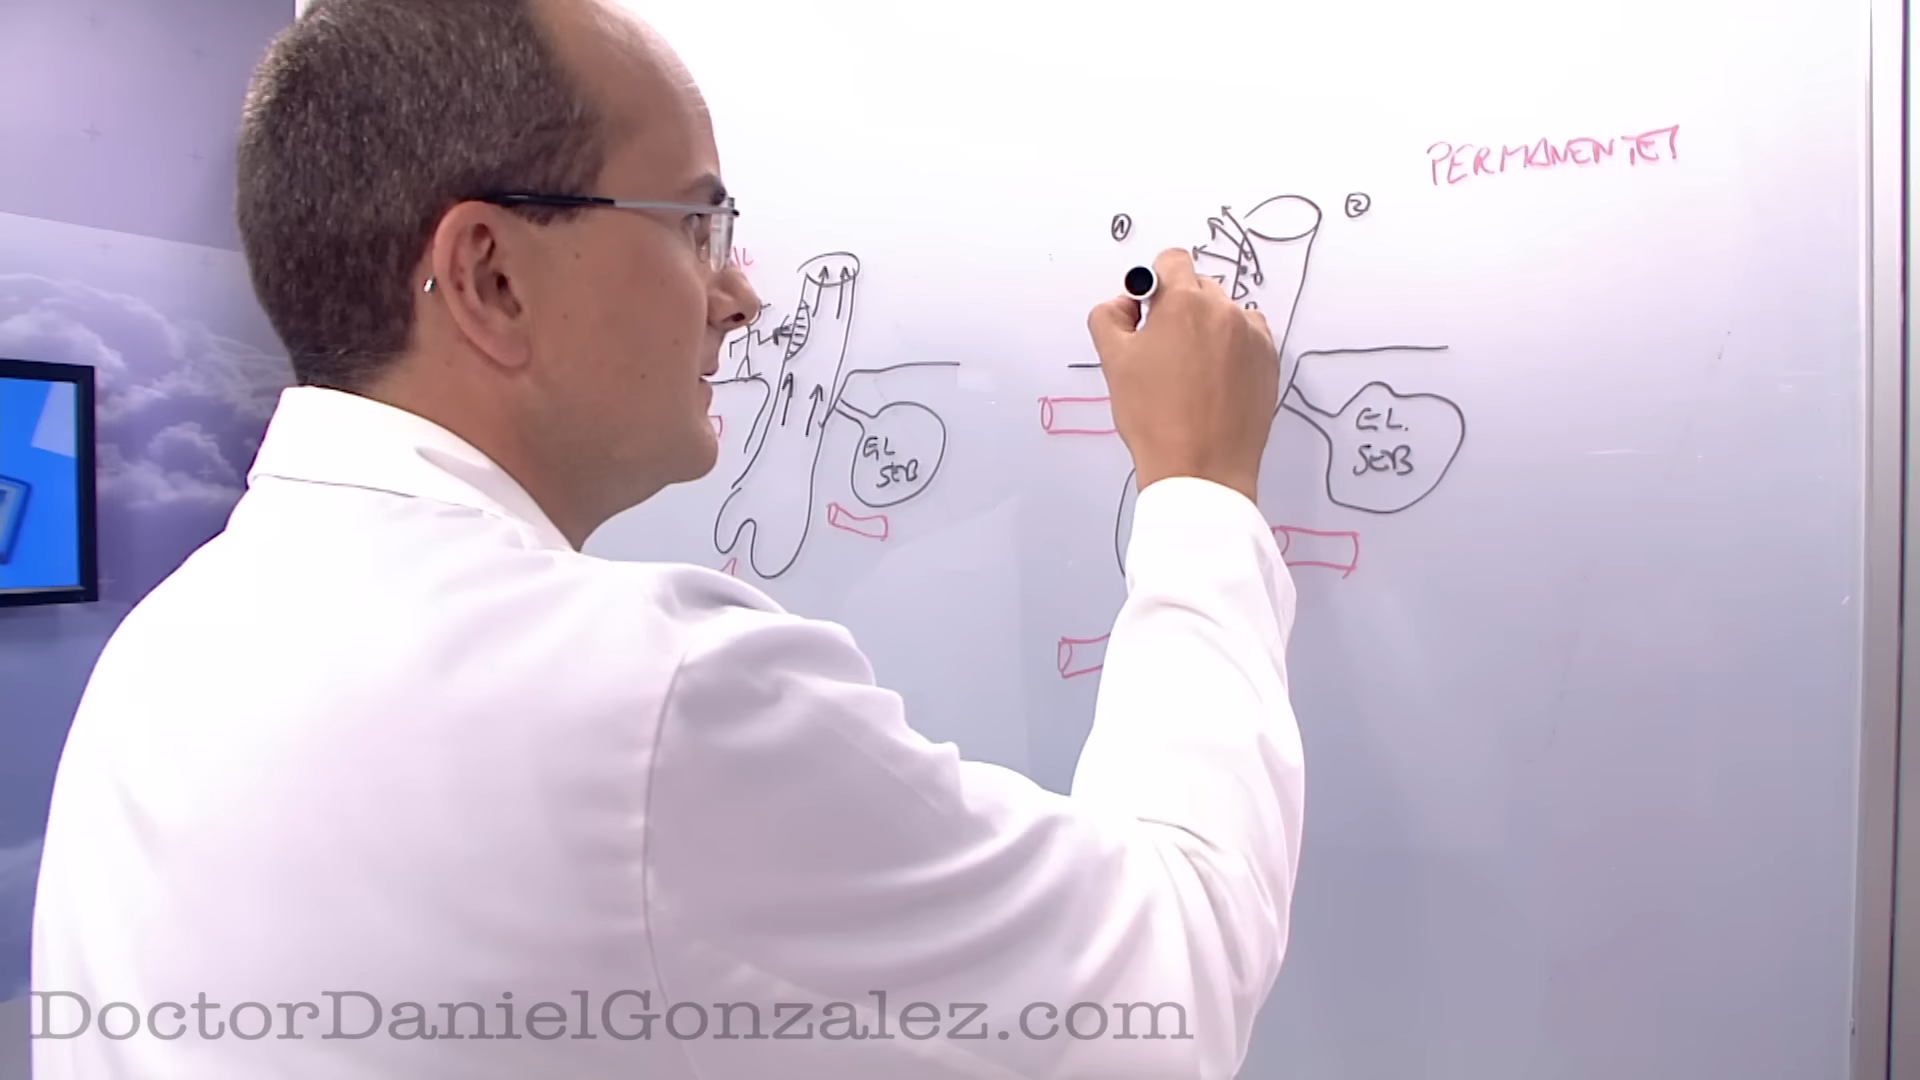 PERMANENTE
①
②
GL.
SEB
GL.
SEB
DoctorDanielGonzalez.com